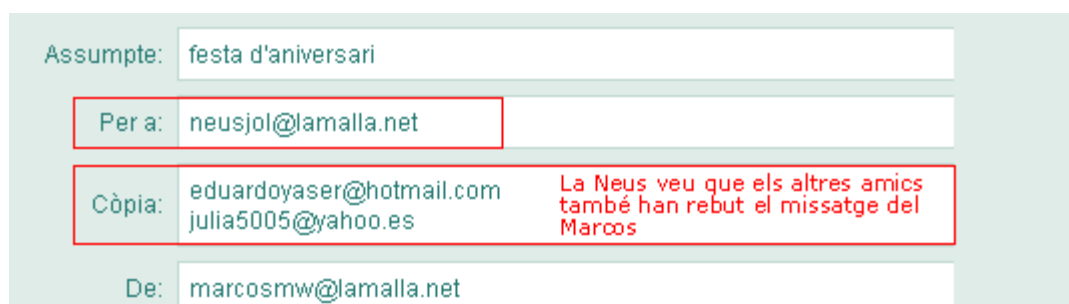 Assumpte: festa d'aniversari
Per a: neusjol@lamalla.net
Còpia: eduardoyaser@hotmail.com
julia5005@yahoo.es
La Neus veu que els altres amics
també han rebut el missatge del
Marcos
De: marcosmw@lamalla.net